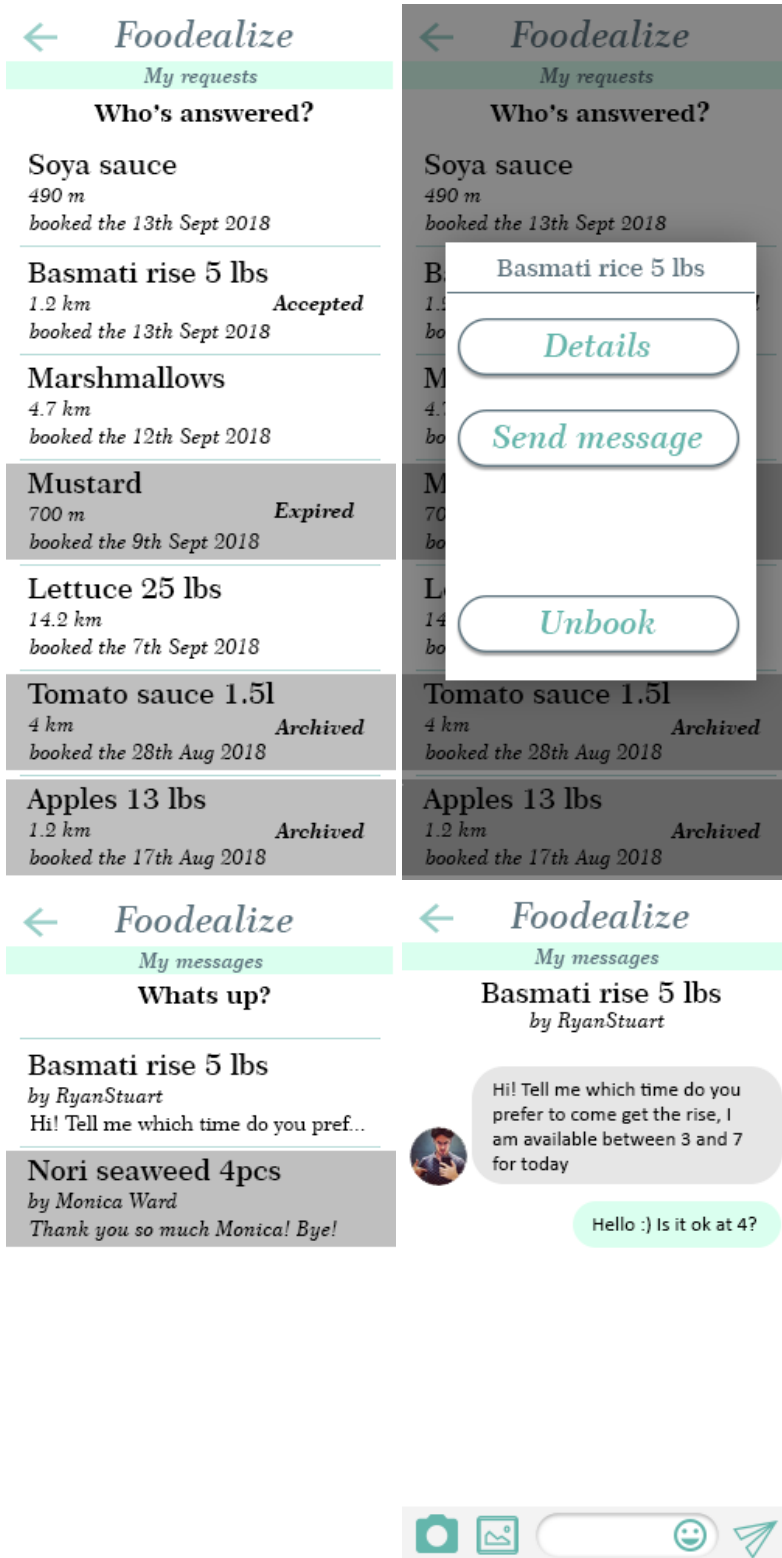 Foodealize
My requests
Who's answered?
Soya sauce
490 m
booked the 13th Sept 2018
Basmati rise 5 lbs
1.2 km
Accepted
booked the 13th Sept 2018
Marshmallows
4.7 km
booked the 12th Sept 2018
Mustard
700 m
Expired
booked the 9th Sept 2018
Lettuce 25 lbs
14.2 km
booked the 7th Sept 2018
Tomato sauce 1.5l
4 km
Archived
booked the 28th Aug 2018
Apples 13 lbs
1.2 km
Archived
booked the 17th Aug 2018
Foodealize
My requests
Who's answered?
Soya sauce
490 m
booked the 13th Sept 2018
Basmati rice 5 lbs
Details
Send message
Unbook
Tomato sauce 1.5l
4 km
Archived
booked the 28th Aug 2018
Apples 13 lbs
1.2 km
Archived
booked the 17th Aug 2018
Foodealize
My messages
Whats up?
Basmati rise 5 lbs
by RyanStuart
Hi! Tell me which time do you pref...
Nori seaweed 4pcs
by Monica Ward
Thank you so much Monica! Bye!
Foodealize
My messages
Basmati rise 5 lbs
by RyanStuart
Hi! Tell me which time do you
prefer to come get the rise, I
am available between 3 and 7
for today
Hello :) Is it ok at 4?